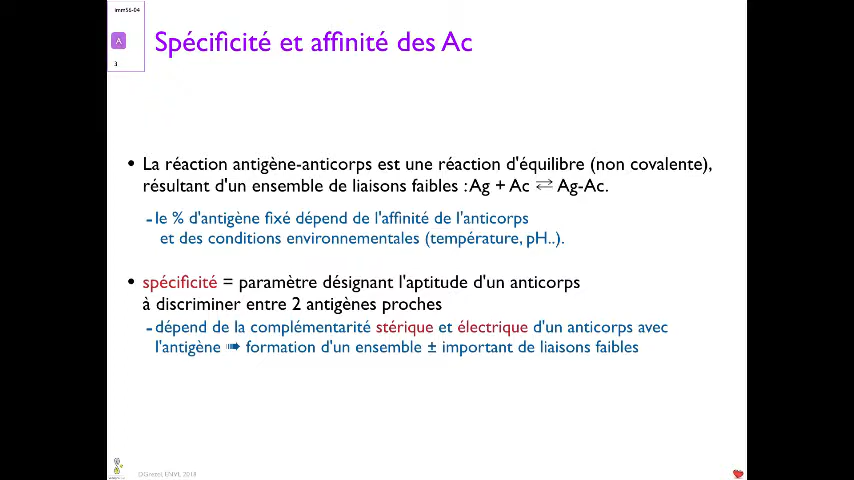 imm56-04
A
3
Spécificité et affinité des Ac
• La réaction antigène-anticorps est une réaction d'équilibre (non covalente),
résultant d'un ensemble de liaisons faibles : Ag + Ac ⇄ Ag-Ac.
- le % d'antigène fixé dépend de l'affinité de l'anticorps
et des conditions environnementales (température, pH..).
• spécificité = paramètre désignant l'aptitude d'un anticorps
à discriminer entre 2 antigènes proches
- dépend de la complémentarité stérique et électrique d'un anticorps avec
l'antigène ➠ formation d'un ensemble ± important de liaisons faibles
ENVL 2018